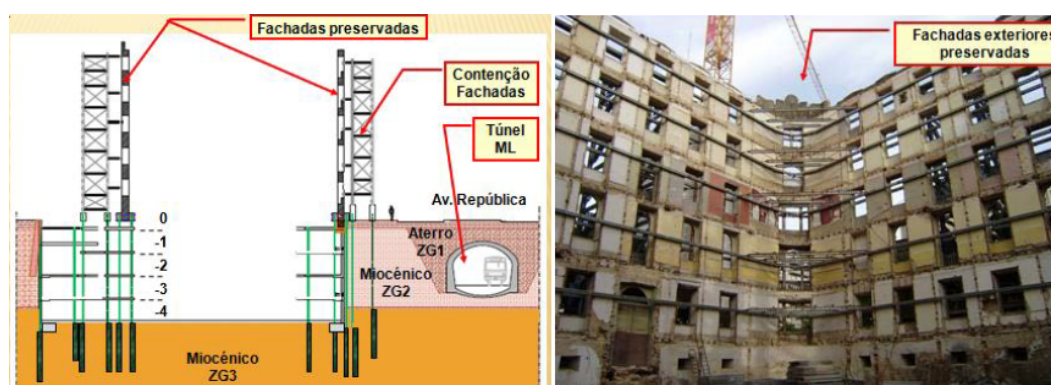 Fachadas preservadas
Contenção
Fachadas
Túnel
ML
Av. República
0
-1
-2
-3
-4
Aterro
ZG1
Miocénico
ZG2
Miocénico
ZG3
Fachadas exteriores
preservadas